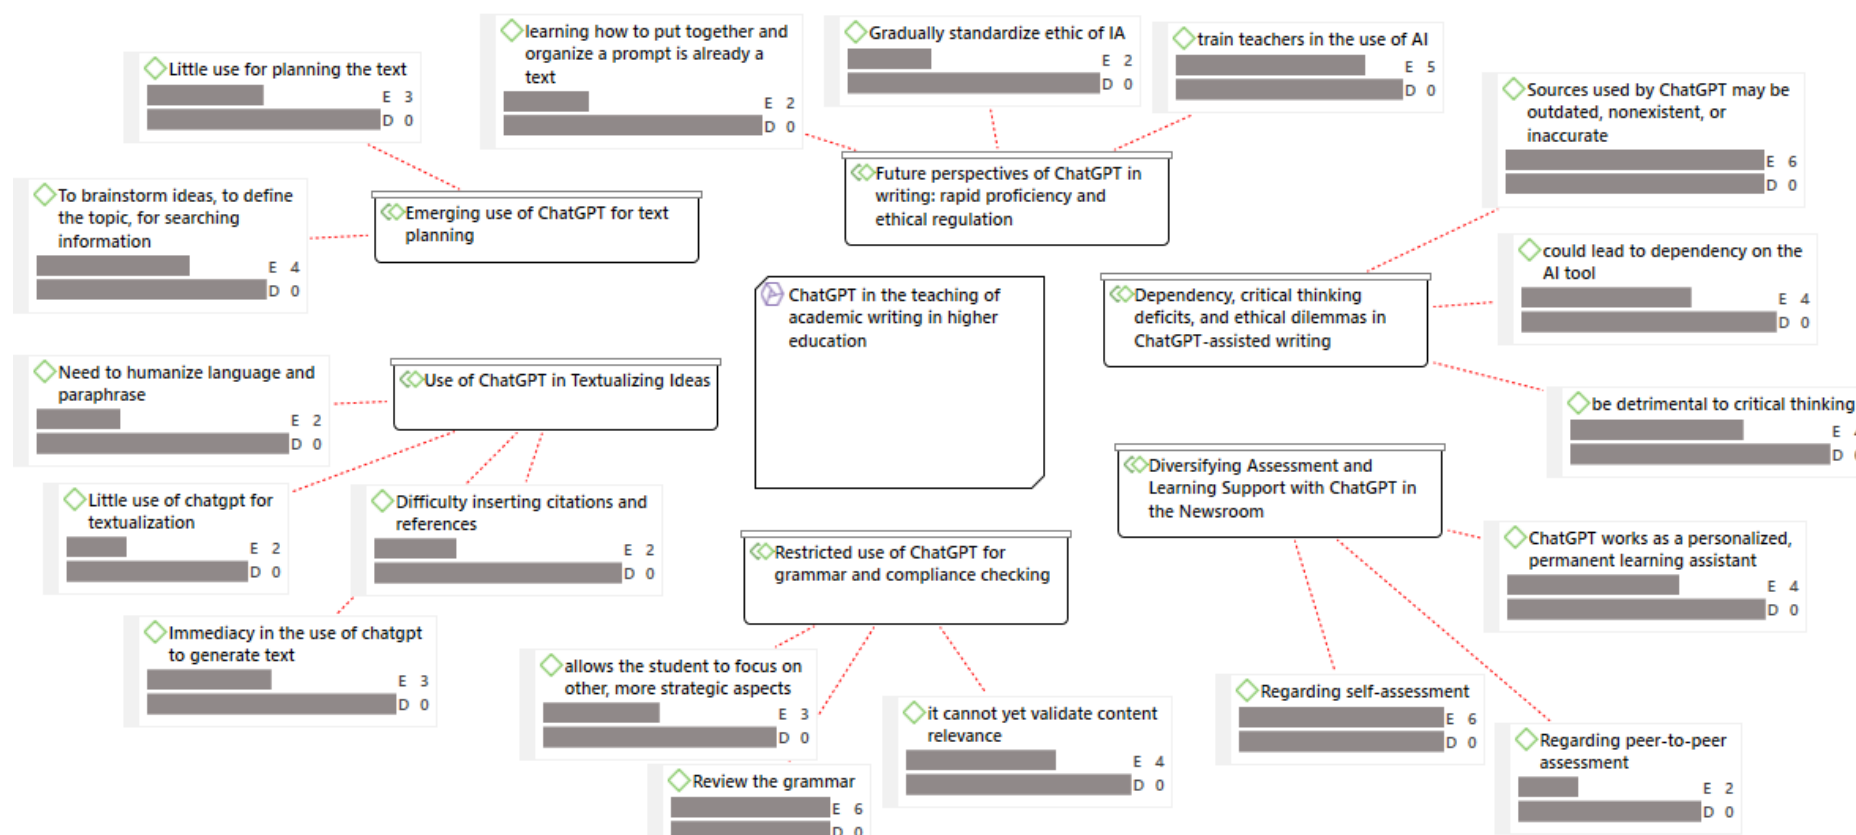 Little use for planning the text
E 3
D 0
learning how to put together and
organize a prompt is already a
text
E 2
D 0
Gradually standardize ethic of IA
E 2
D 0
train teachers in the use of AI
E 5
D 0
Sources used by ChatGPT may be
outdated, nonexistent, or
inaccurate
E 6
D 0
To brainstorm ideas, to define
the topic, for searching
information
E 4
D 0
Emerging use of ChatGPT for text
planning
Future perspectives of ChatGPT in
writing: rapid proficiency and
ethical regulation
could lead to dependency on the
AI tool
E 4
D 0
ChatGPT in the teaching of
academic writing in higher
education
Dependency, critical thinking
deficits, and ethical dilemmas in
ChatGPT-assisted writing
Need to humanize language and
paraphrase
E 2
D 0
Use of ChatGPT in Textualizing Ideas
be detrimental to critical thinking
E
D
Little use of chatgpt for
textualization
E 2
D 0
Difficulty inserting citations and
references
E 2
D 0
Diversifying Assessment and
Learning Support with ChatGPT in
the Newsroom
Restricted use of ChatGPT for
grammar and compliance checking
ChatGPT works as a personalized,
permanent learning assistant
E 4
D 0
Immediacy in the use of chatgpt
to generate text
E 3
D 0
allows the student to focus on
other, more strategic aspects
E 3
D 0
it cannot yet validate content
relevance
E 4
D 0
Regarding self-assessment
E 6
D 0
Regarding peer-to-peer
assessment
E 2
D 0
Review the grammar
E 6
D 0